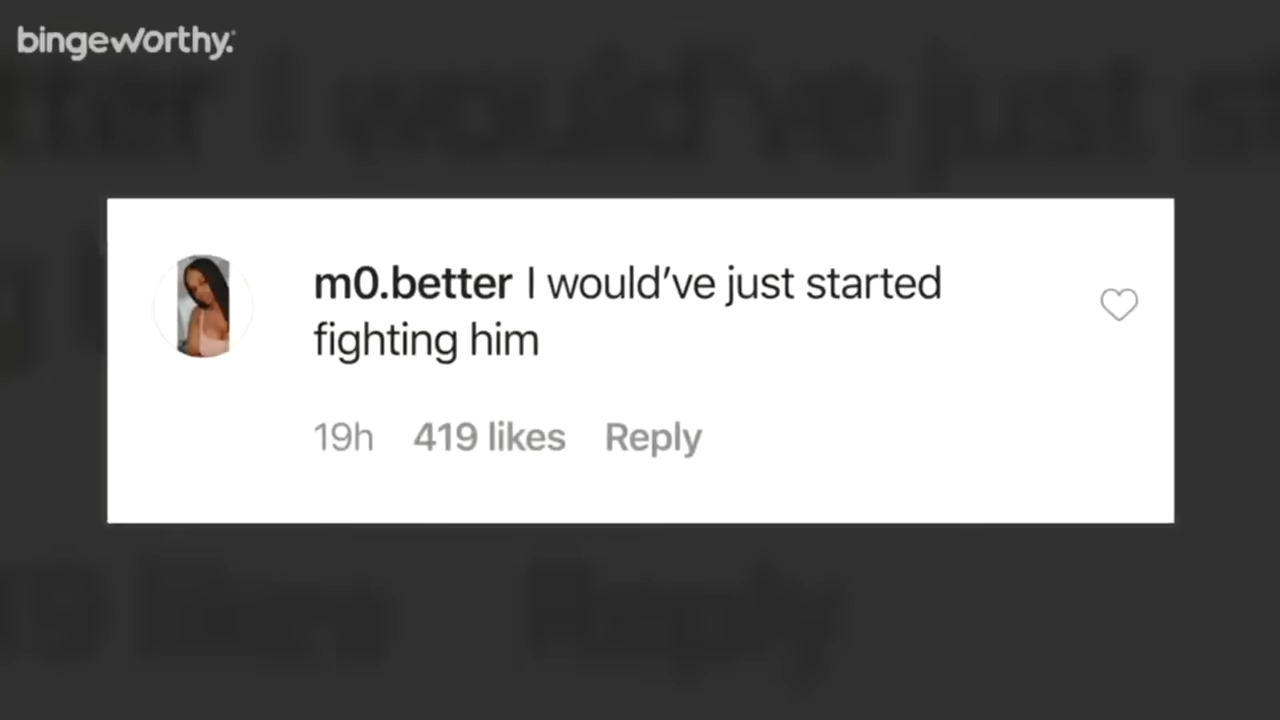 bingeworthy.
m0.better I would've just started
fighting him
19h 419 likes Reply